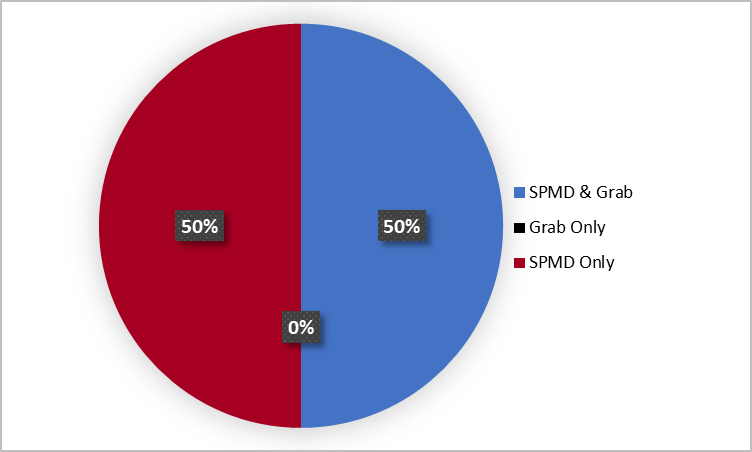 50%
50%
0%
SPMD & Grab
Grab Only
SPMD Only